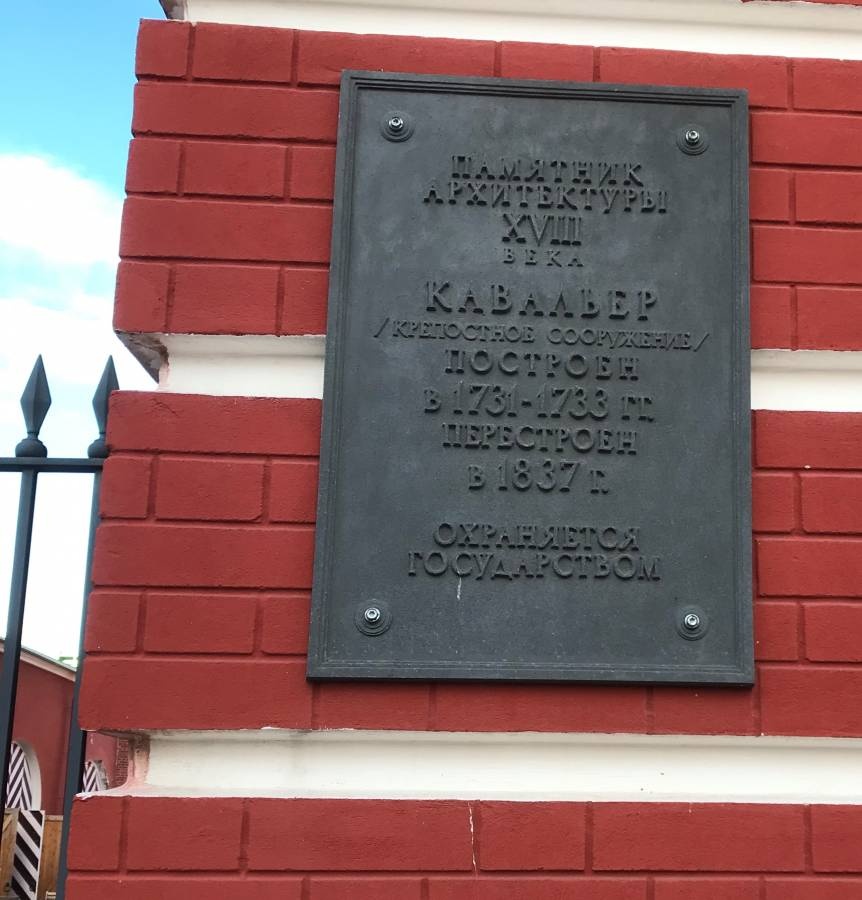 ПАМЯТНИК
АРХИТЕКТУРЫ
XVIII
ВЕКА
КАВАЛЬЕР
/КРЕПОСТНОЕ СООРУЖЕНИЕ/
ПОСТРОЕН
В 1731-1733 ГГ.
ПЕРЕСТРОЕН
В 1837 Г.
ОХРАНЯЕТСЯ
ГОСУДАРСТВОМ